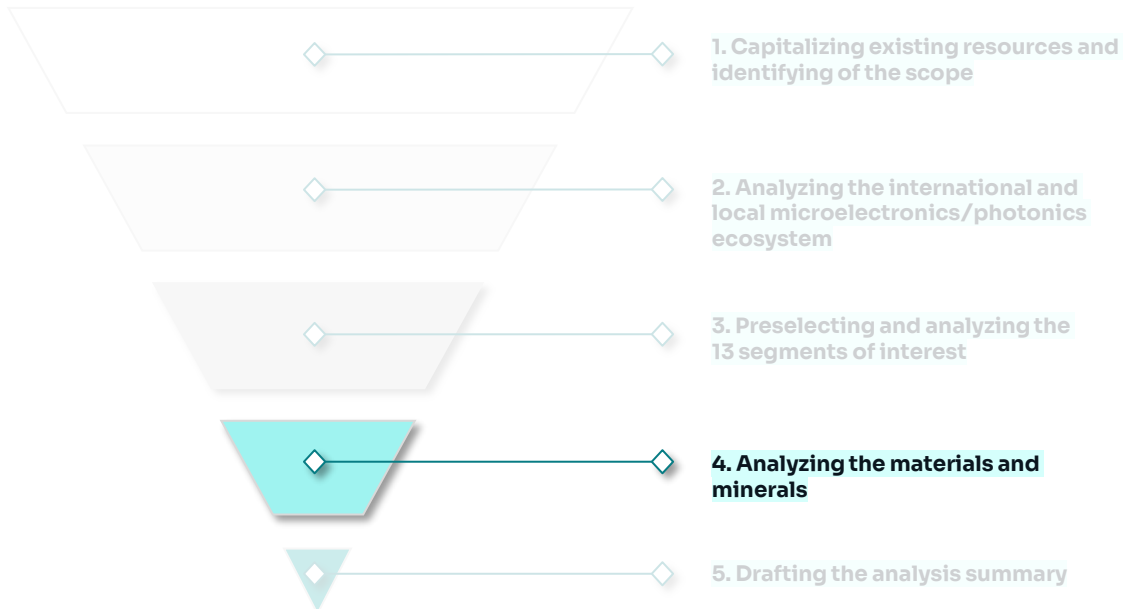 1. Capitalizing existing resources and
identifying of the scope
2. Analyzing the international and
local microelectronics/photonics
ecosystem
3. Preselecting and analyzing the
13 segments of interest
4. Analyzing the materials and
minerals
5. Drafting the analysis summary